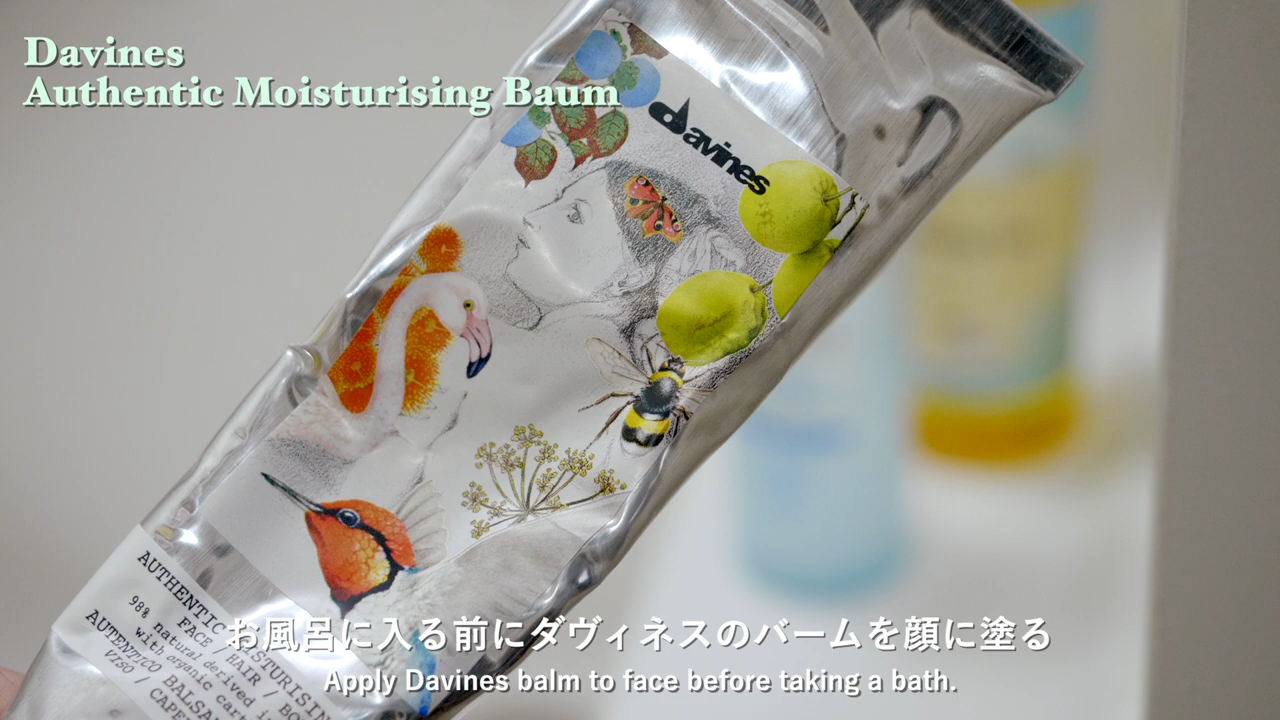 Davines
Authentic Moisturising Baum
davines
AUTHENTIC MOISTURISING
FACE / HAIR / BO
98% natural derived in
with organic cart
AUTENTICO BALSA
VISO / CAPE
お風呂に入る前にダヴィネスのバームを顔に塗る
Apply Davines balm to face before taking a bath.